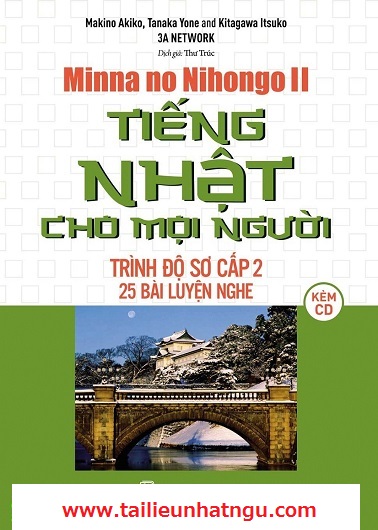 Makino Akiko, Tanaka Yone and Kitagawa Itsuko
3A NETWORK
Dịch giả: Thư Trúc
Minna no Nihongo II
TIẾNG
NHẬT
CHO MỌI NGƯỜI
TRÌNH ĐỘ SƠ CẤP 2
25 BÀI LUYỆN NGHE
KÈM
CD
www.tailieunhatngu.com